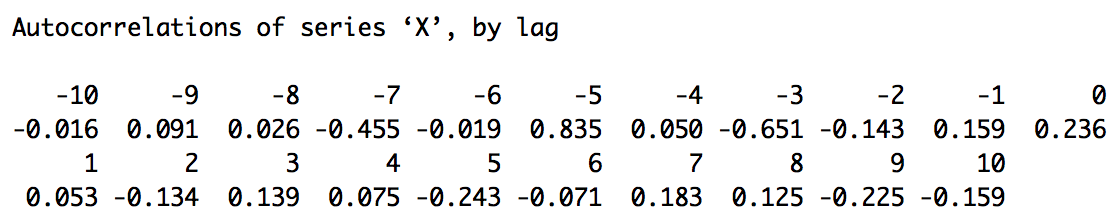 Autocorrelations of series ‘X’, by lag
-10 -9 -8 -7 -6 -5 -4 -3 -2 -1 0
-0.016 0.091 0.026 -0.455 -0.019 0.835 0.050 -0.651 -0.143 0.159 0.236
1 2 3 4 5 6 7 8 9 10
0.053 -0.134 0.139 0.075 -0.243 -0.071 0.183 0.125 -0.225 -0.159